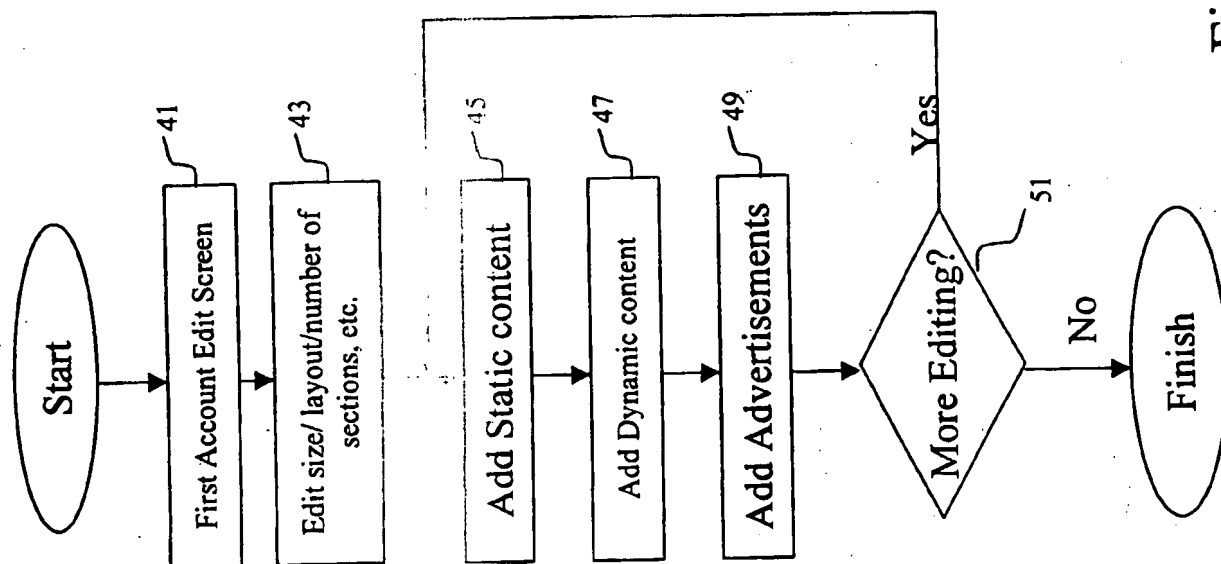 Start
41
First Account Edit Screen
43
Edit size/ layout/number of
sections, etc.
45
Add Static content
47
Add Dynamic content
49
Add Advertisements
Yes
51
More Editing?
No
Finish